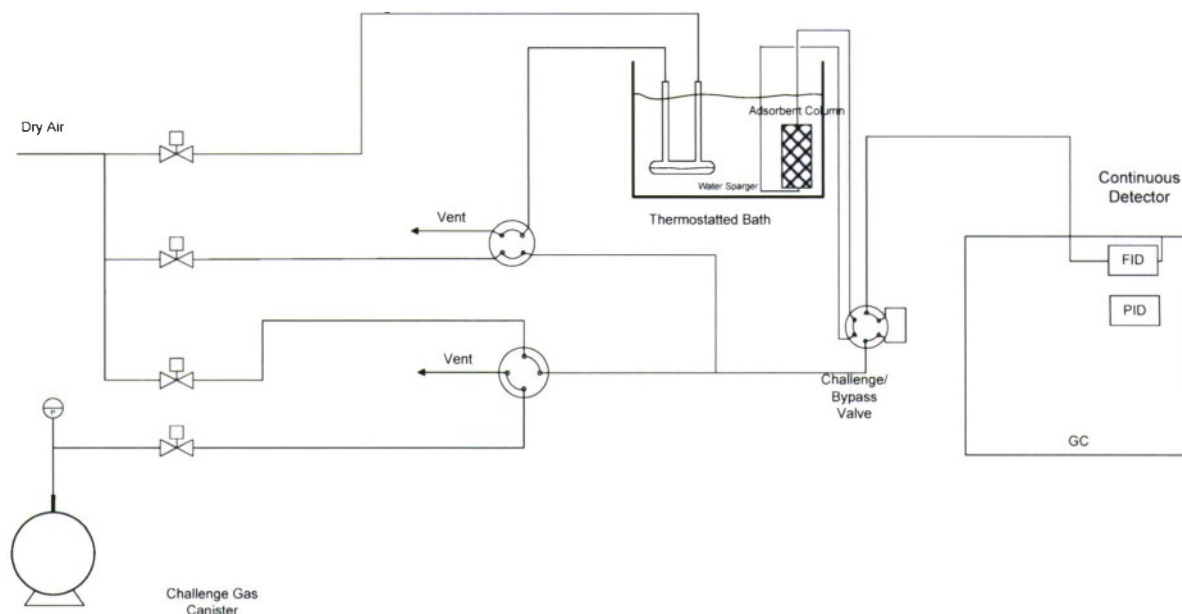 Dry Air
Adsorbent Column
Water Sparger
Thermostatted Bath
Continuous
Detector
Vent
FID
PID
Vent
Challenge/
Bypass
Valve
P
GC
Challenge Gas
Canister